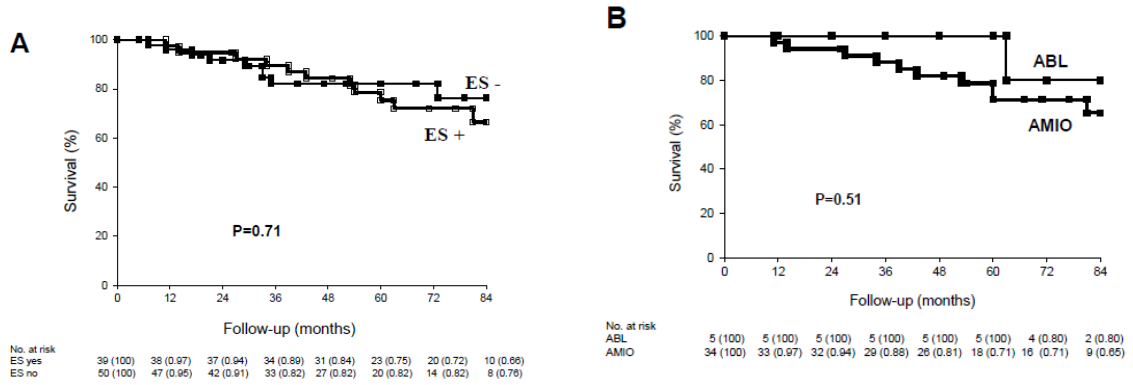 A
100
80
60
40
20
0
Survival (%)
ES -
ES +
P=0.71
0 12 24 36 48 60 72 84
Follow-up (months)
No. at risk
ES yes 39 (100) 38 (0.97) 37 (0.94) 34 (0.89) 31 (0.84) 23 (0.75) 20 (0.72) 10 (0.66)
ES no 50 (100) 47 (0.95) 42 (0.91) 33 (0.82) 27 (0.82) 20 (0.82) 14 (0.82) 8 (0.76)
B
100
80
60
40
20
0
Survival (%)
ABL
AMIO
P=0.51
0 12 24 36 48 60 72 84
Follow-up (months)
No. at risk
ABL 5 (100) 5 (100) 5 (100) 5 (100) 5 (100) 5 (100) 4 (0.80) 2 (0.80)
AMIO 34 (100) 33 (0.97) 32 (0.94) 29 (0.88) 26 (0.81) 18 (0.71) 16 (0.71) 9 (0.65)